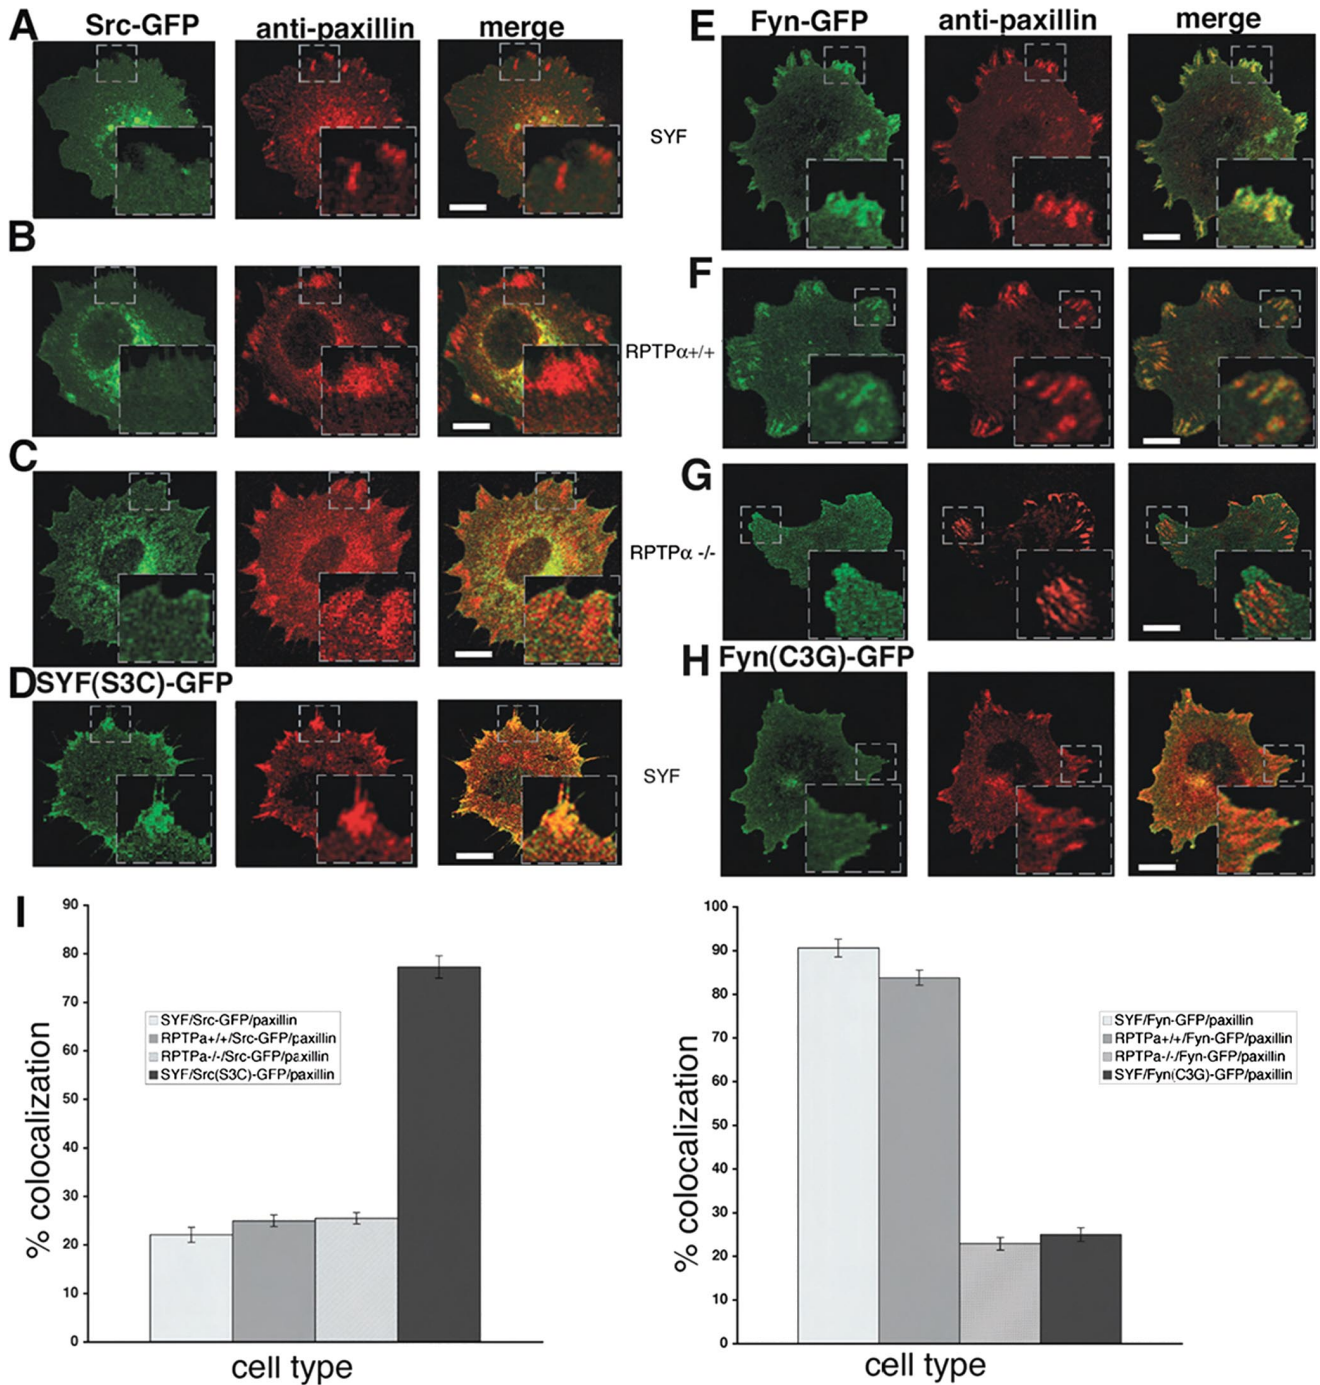 A
Src-GFP
anti-paxillin
merge
E
Fyn-GFP
anti-paxillin
merge
SYF
B
F
RPTPα+/+
C
G
RPTPα -/-
D
SYF(S3C)-GFP
H
Fyn(C3G)-GFP
SYF
I
90
80
70
60
50
40
30
20
10
0
% colocalization
SYF/Src-GFP/paxillin
RPTPa+/+/Src-GFP/paxillin
RPTPa-/-/Src-GFP/paxillin
SYF/Src(S3C)-GFP/paxillin
cell type
100
90
80
70
60
50
40
30
20
10
0
% colocalization
SYF/Fyn-GFP/paxillin
RPTPa+/+/Fyn-GFP/paxillin
RPTPa-/-/Fyn-GFP/paxillin
SYF/Fyn(C3G)-GFP/paxillin
cell type